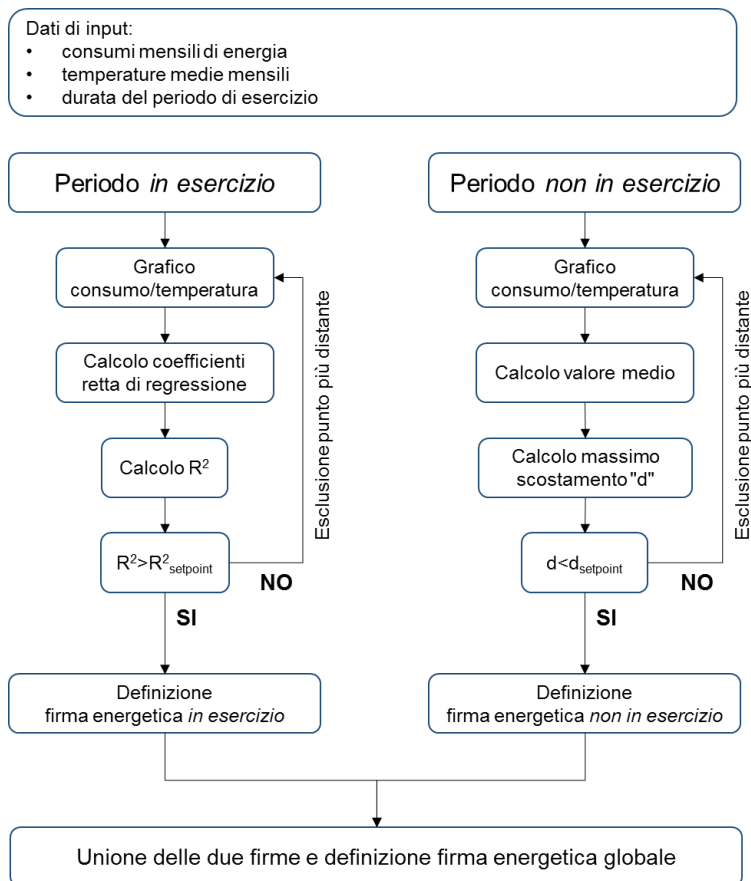 Dati di input:
• consumi mensili di energia
• temperature medie mensili
• durata del periodo di esercizio
Periodo in esercizio
Grafico
consumo/temperatura
Calcolo coefficienti
retta di regressione
Calcolo R²
R²>R²setpoint
NO
SI
Esclusione punto più distante
Definizione
firma energetica in esercizio
Periodo non in esercizio
Grafico
consumo/temperatura
Calcolo valore medio
Calcolo massimo
scostamento "d"
d<dsetpoint
NO
SI
Esclusione punto più distante
Definizione
firma energetica non in esercizio
Unione delle due firme e definizione firma energetica globale